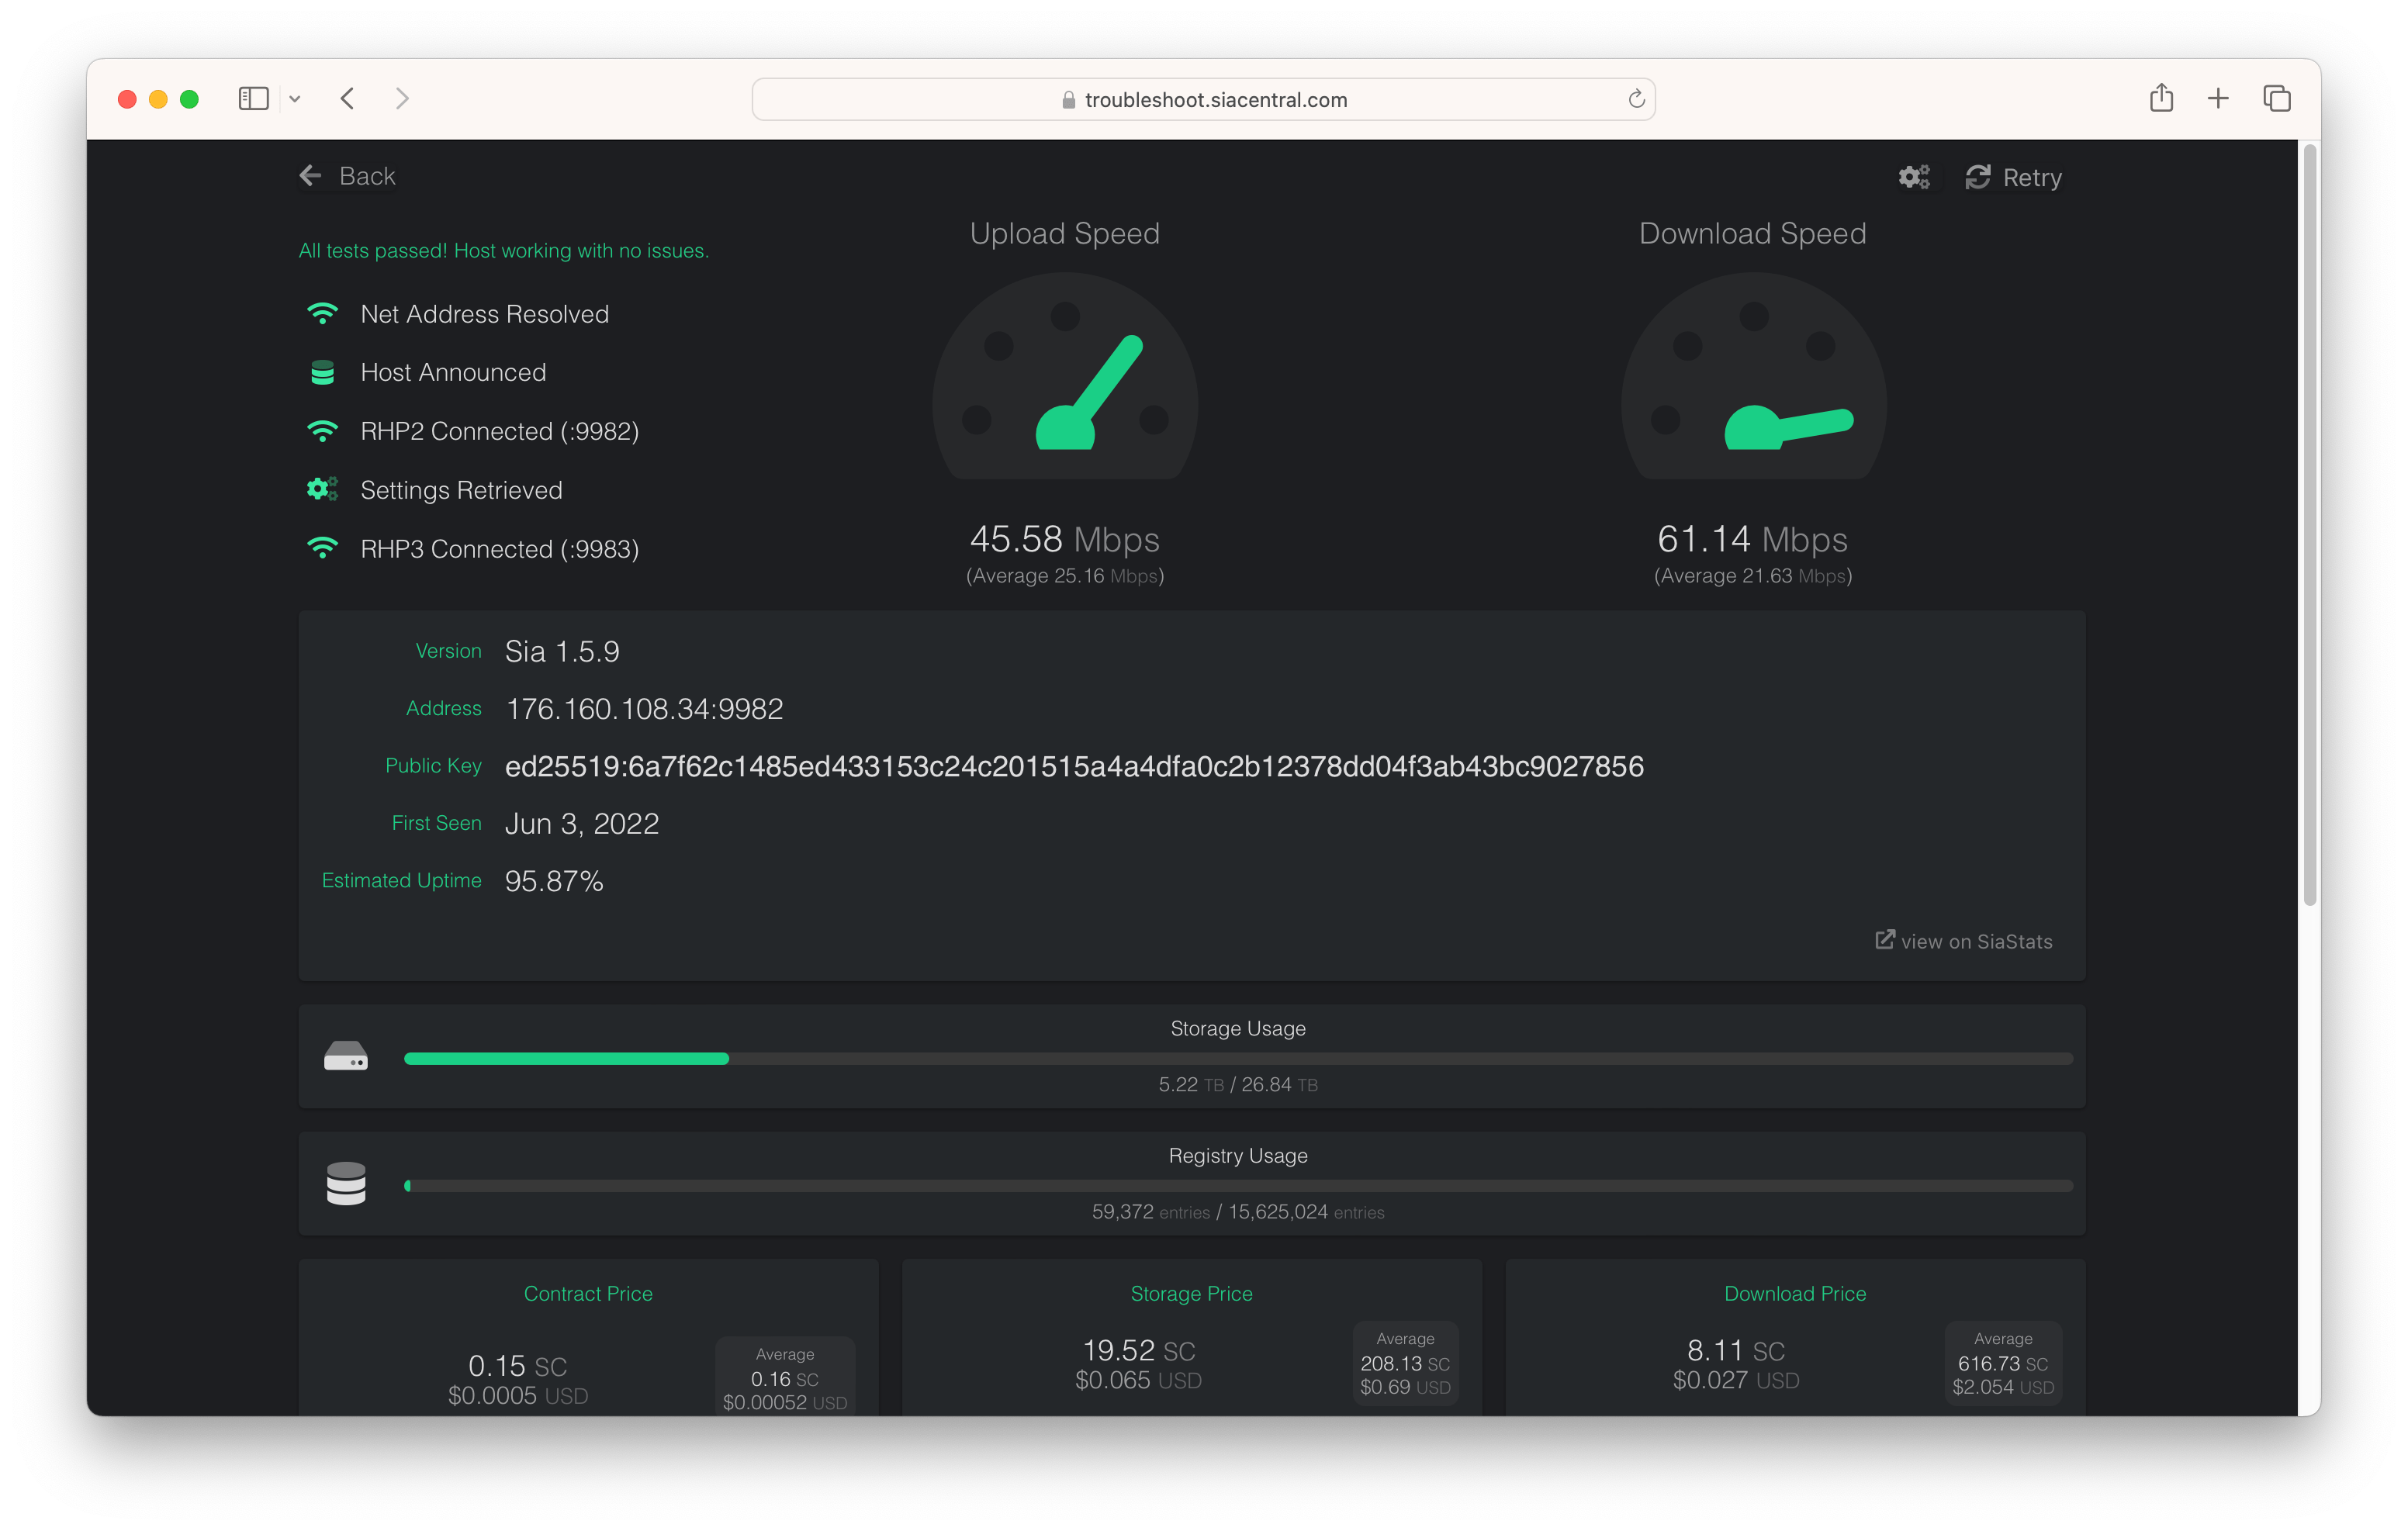 troubleshoot.siacentral.com
Back
Retry
All tests passed! Host working with no issues.
Net Address Resolved
Host Announced
RHP2 Connected (:9982)
Settings Retrieved
RHP3 Connected (:9983)
Upload Speed
45.58 Mbps
(Average 25.16 Mbps)
Download Speed
61.14 Mbps
(Average 21.63 Mbps)
Version Sia 1.5.9
Address 176.160.108.34:9982
Public Key ed25519:6a7f62c1485ed433153c24c201515a4a4dfa0c2b12378dd04f3ab43bc9027856
First Seen Jun 3, 2022
Estimated Uptime 95.87%
view on SiaStats
Storage Usage
5.22 TB / 26.84 TB
Registry Usage
59,372 entries / 15,625,024 entries
Contract Price
0.15 SC
$0.0005 USD
Average
0.16 SC
$0.00052 USD
Storage Price
19.52 SC
$0.065 USD
Average
208.13 SC
$0.69 USD
Download Price
8.11 SC
$0.027 USD
Average
616.73 SC
$2.054 USD